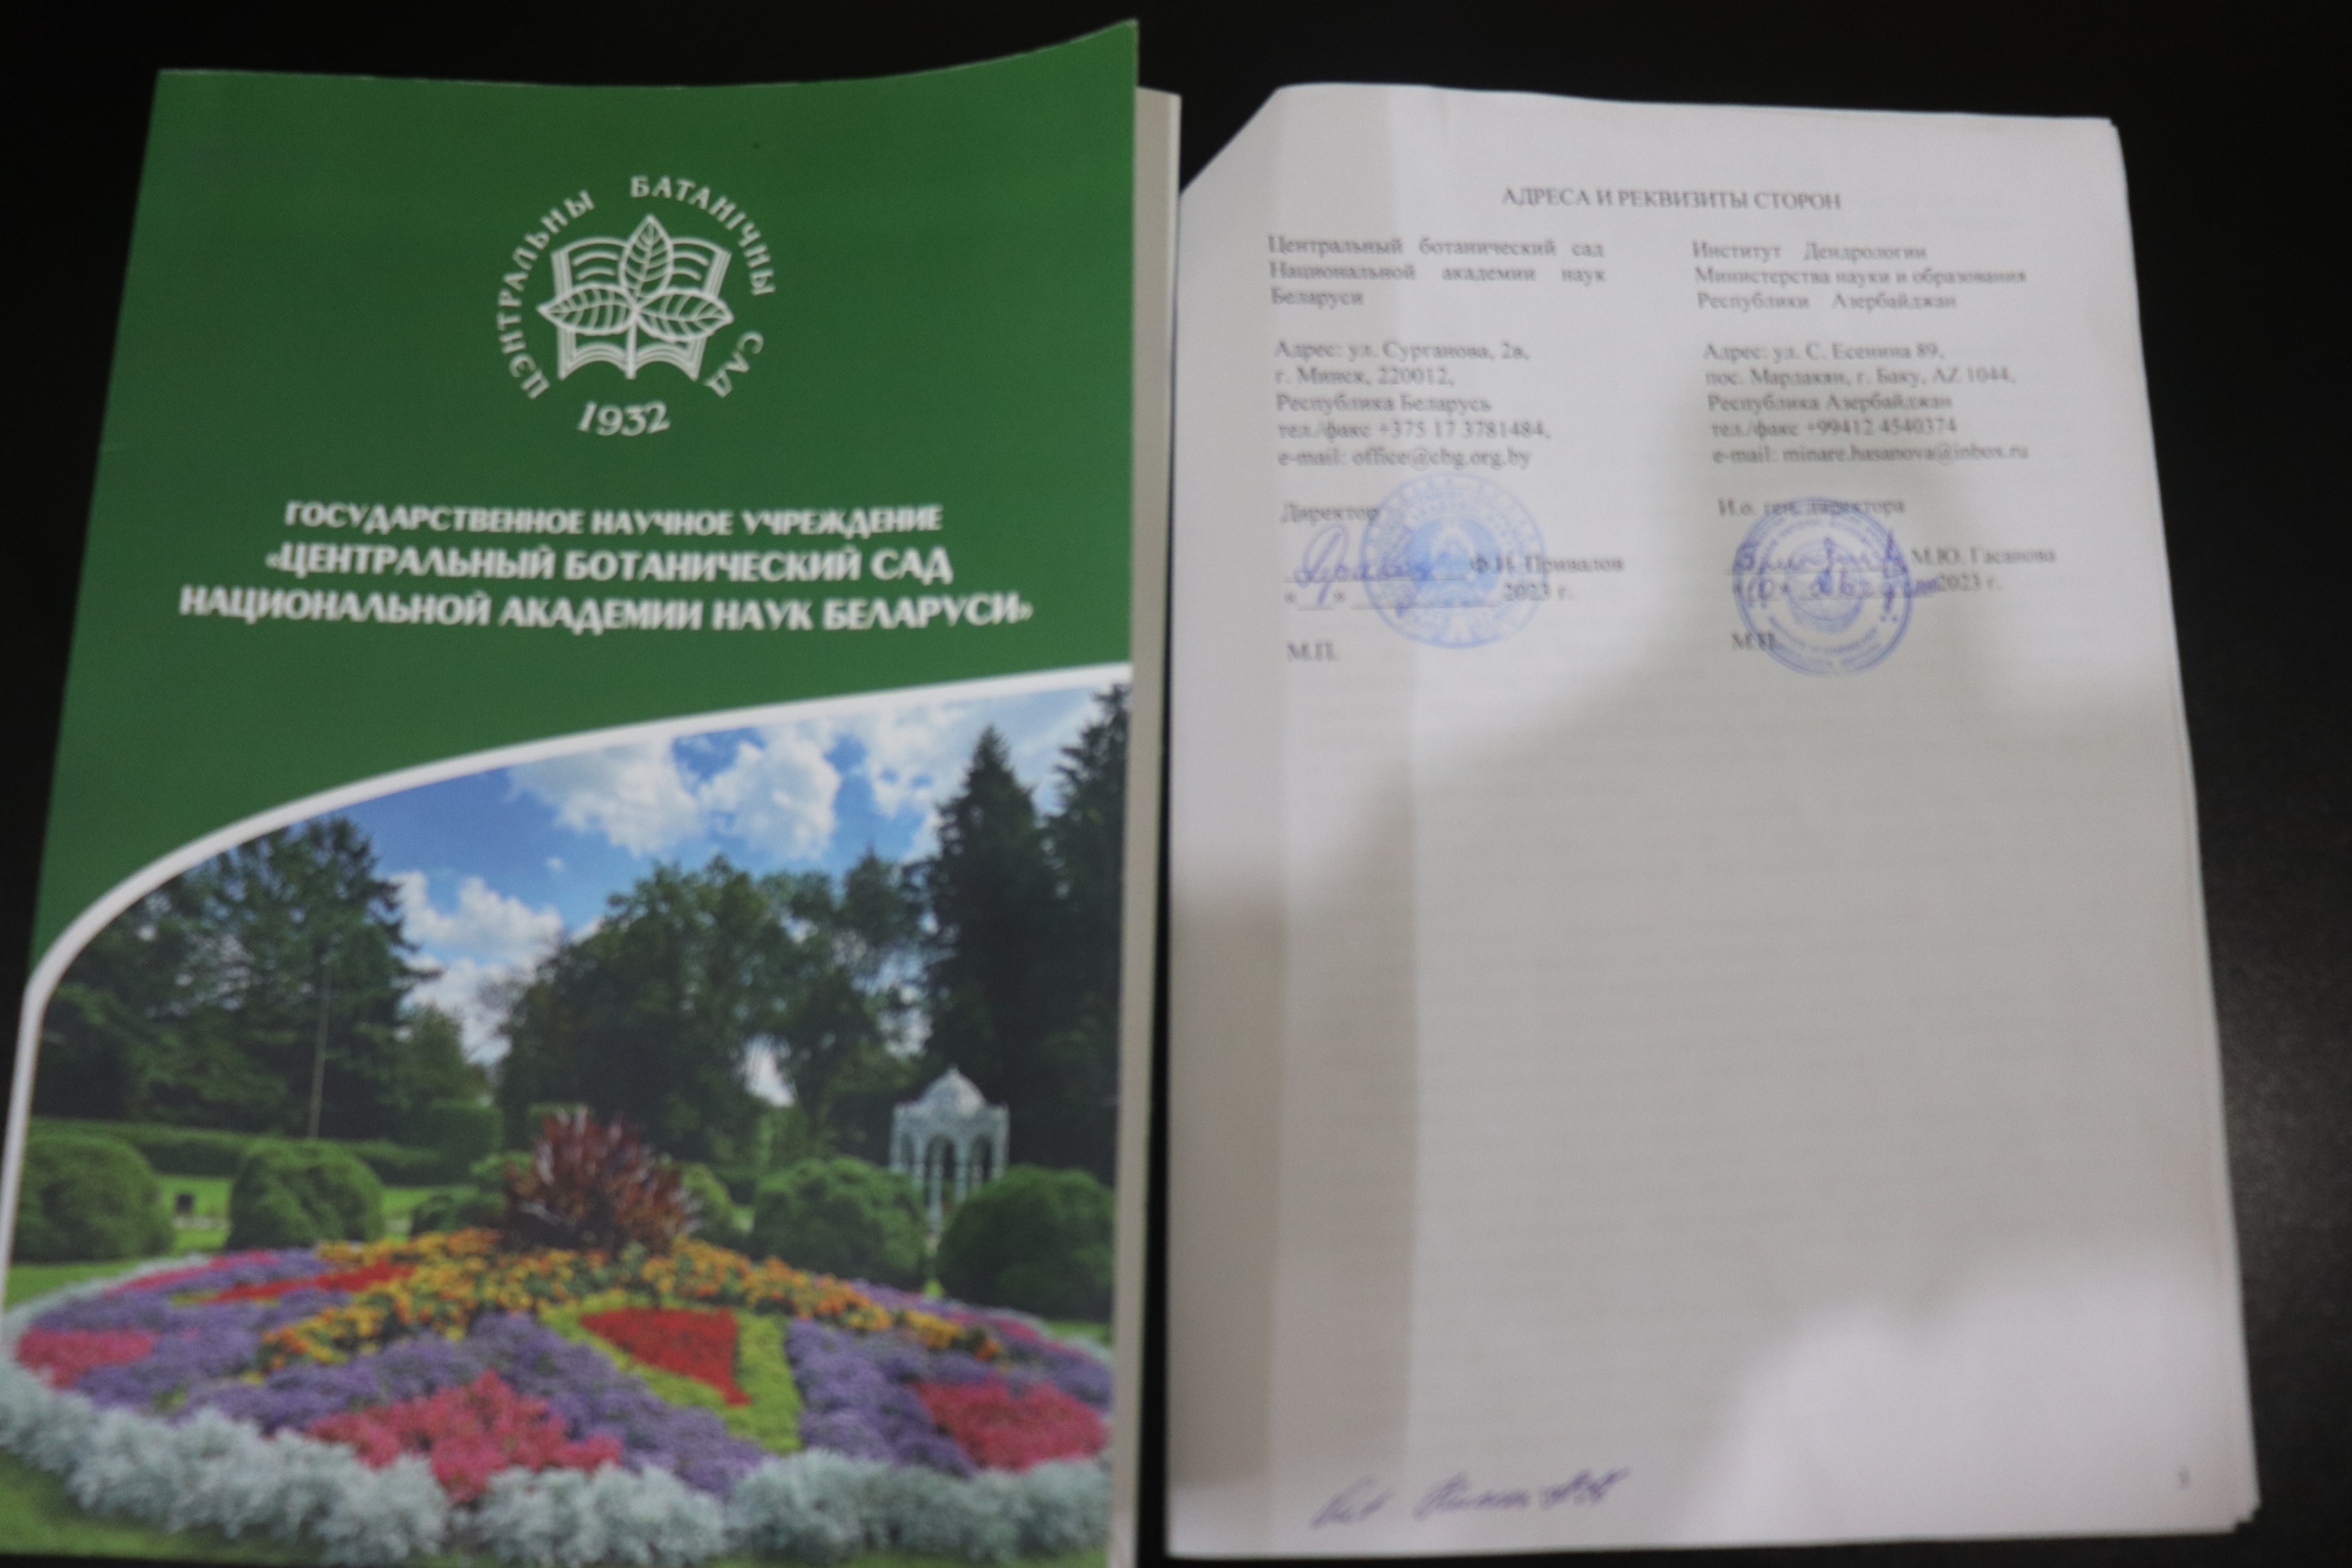 ЦЭНТРАЛЬНЫ БАТАНІЧНЫ САД
1932
ГОСУДАРСТВЕННОЕ НАУЧНОЕ УЧРЕЖДЕНИЕ
«ЦЕНТРАЛЬНЫЙ БОТАНИЧЕСКИЙ САД
НАЦИОНАЛЬНОЙ АКАДЕМИИ НАУК БЕЛАРУСИ»
АДРЕСА И РЕКВИЗИТЫ СТОРОН
Центральный ботанический сад
Национальной академии наук
Беларуси
Адрес: ул. Сурганова, 2в,
г. Минск, 220012,
Республика Беларусь
тел./факс +375 17 3781484,
e-mail: office@cbg.org.by
Директор
Ф.И. Привалов
«___» 2023 г.
М.П.
Институт Дендрологии
Министерства науки и образования
Республики Азербайджан
Адрес: ул. С. Есенина 89,
пос. Мардакян, г. Баку, AZ 1044,
Республика Азербайджан
тел./факс +99412 4540374
e-mail: minare.hasanova@inbox.ru
И.о. ген. директора
М.Ю. Гасанова
2023 г.
М.П.